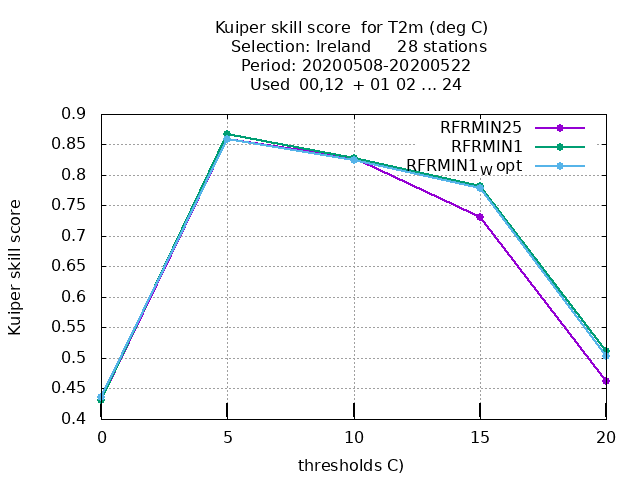 Kuiper skill score  for T2m (deg C)
Selection: Ireland     28 stations
Period: 20200508-20200522
Used  00,12  + 01 02 ... 24
RFRMIN25
RFRMIN1
RFRMIN1w opt
Kuiper skill score
0.9
0.85
0.8
0.75
0.7
0.65
0.6
0.55
0.5
0.45
0.4
0 5 10 15 20
thresholds C)